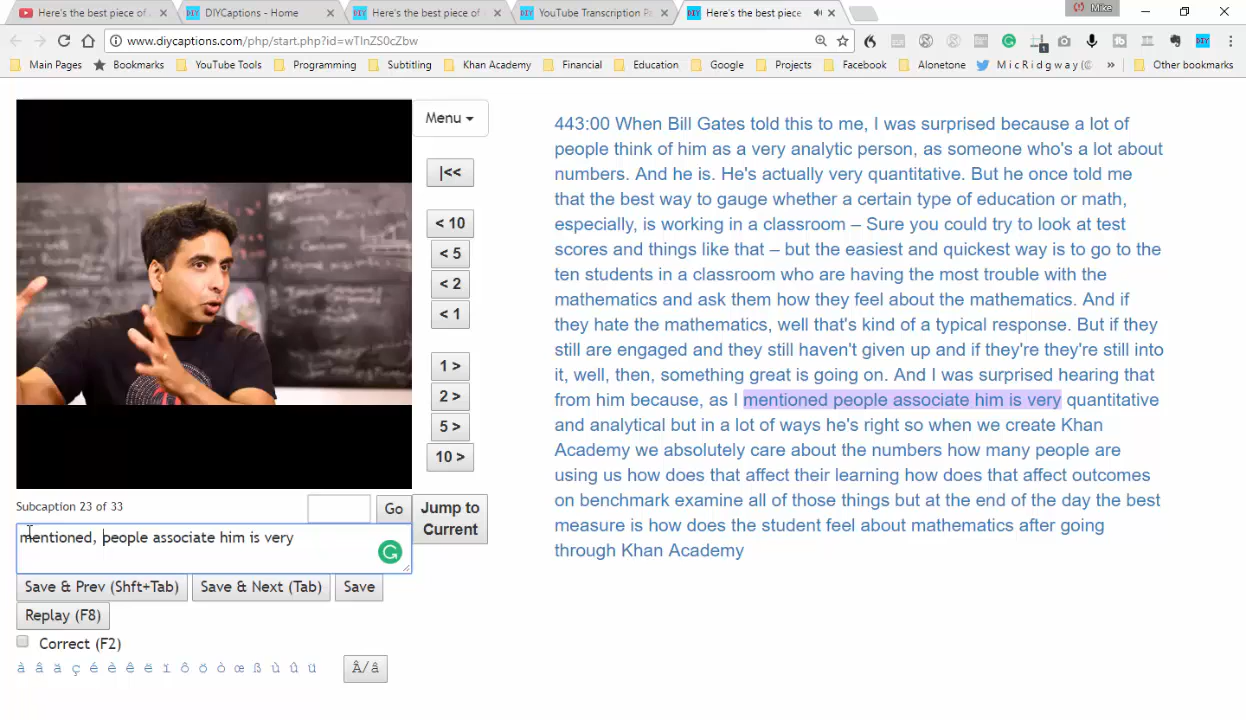 Here's the best piece of
DIYCaptions - Home
Here's the best piece of
YouTube Transcription P
Here's the best piece
Mike
www.diycaptions.com/php/start.php?id=wTlnZS0cZbw
Main Pages
Bookmarks
YouTube Tools
Programming
Subtitling
Khan Academy
Financial
Education
Google
Projects
Facebook
Alonetone
M i c R i d g w a y (@
»
Other bookmarks
Menu
|<<
< 10
< 5
< 2
< 1
1 >
2 >
5 >
10 >
Subcaption 23 of 33
Go
Jump to
Current
mentioned, people associate him is very
Save & Prev (Shft+Tab)
Save & Next (Tab)
Save
Replay (F8)
Correct (F2)
à â ä ç é è ê ë ï ô ö ò œ ß ù û ü
Â/â
443:00 When Bill Gates told this to me, I was surprised because a lot of
people think of him as a very analytic person, as someone who's a lot about
numbers. And he is. He's actually very quantitative. But he once told me
that the best way to gauge whether a certain type of education or math,
especially, is working in a classroom – Sure you could try to look at test
scores and things like that – but the easiest and quickest way is to go to the
ten students in a classroom who are having the most trouble with the
mathematics and ask them how they feel about the mathematics. And if
they hate the mathematics, well that's kind of a typical response. But if they
still are engaged and they still haven't given up and if they're they're still into
it, well, then, something great is going on. And I was surprised hearing that
from him because, as I mentioned people associate him is very quantitative
and analytical but in a lot of ways he's right so when we create Khan
Academy we absolutely care about the numbers how many people are
using us how does that affect their learning how does that affect outcomes
on benchmark examine all of those things but at the end of the day the best
measure is how does the student feel about mathematics after going
through Khan Academy